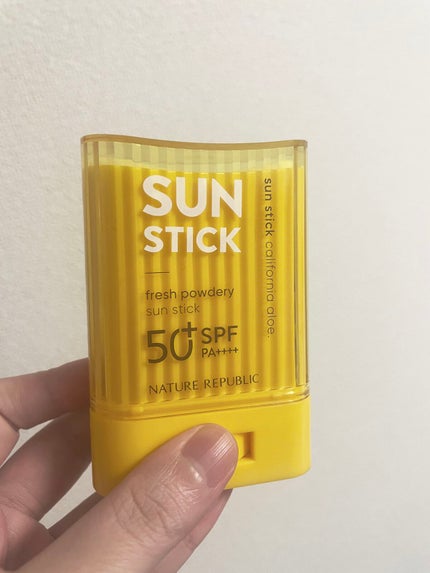 SUN
STICK
fresh powdery
sun stick
50+ SPF
PA++++
NATURE REPUBLIC
sun stick california aloe.